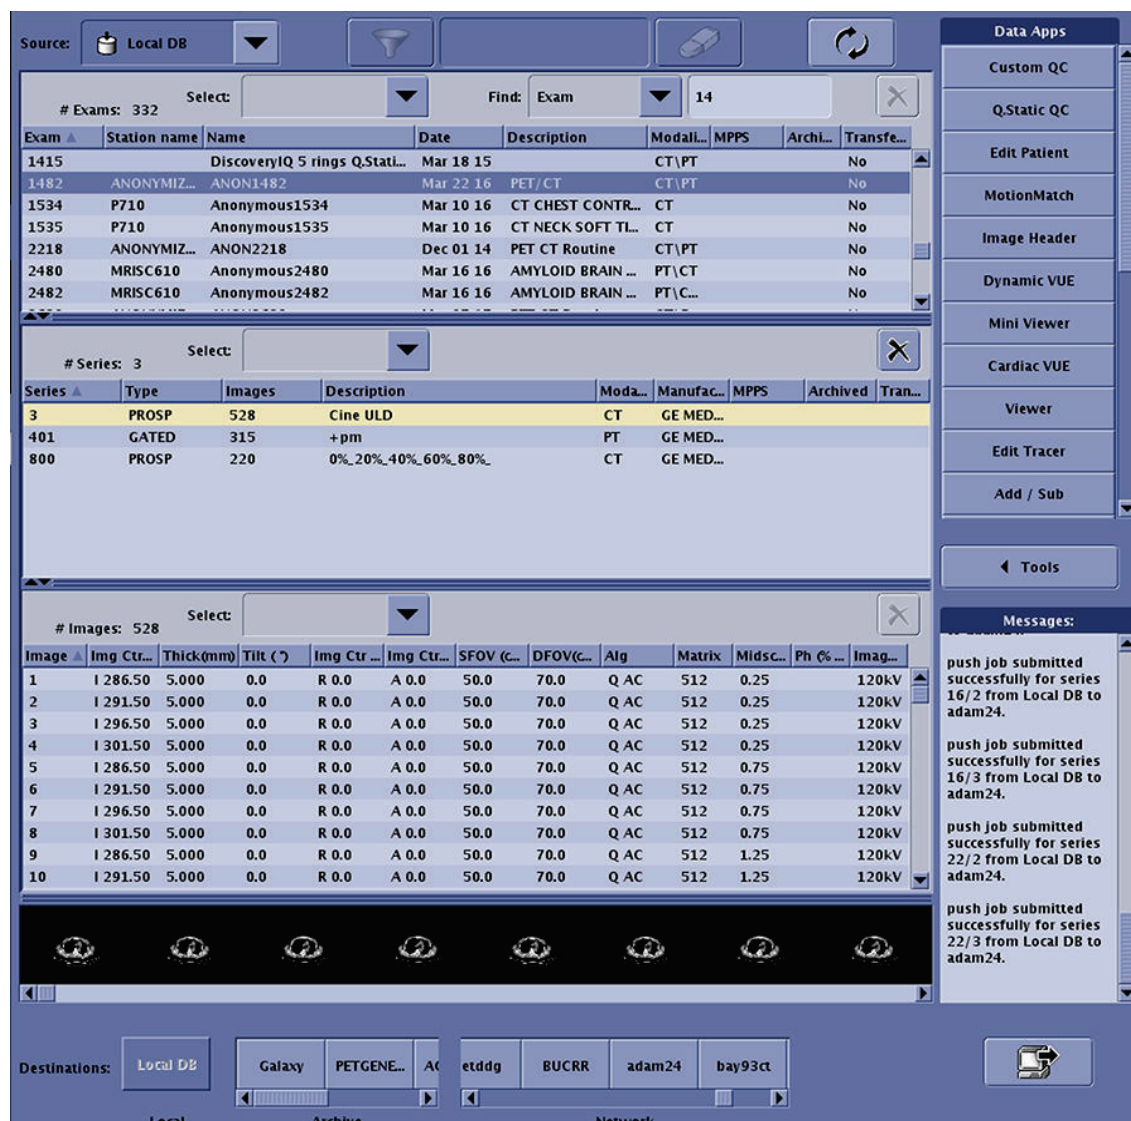 Source: Local DB
Data Apps
# Exams: 332 Select: Find: Exam 14
Exam Station name Name Date Description Modali... MPPS Archi... Transfe...
1415 DiscoveryIQ 5 rings Q.Stati... Mar 18 15 CT\PT No
1482 ANONYMIZ... ANON1482 Mar 22 16 PET/CT CT\PT No
1534 P710 Anonymous1534 Mar 10 16 CT CHEST CONTR... CT No
1535 P710 Anonymous1535 Mar 10 16 CT NECK SOFT TI... CT No
2218 ANONYMIZ... ANON2218 Dec 01 14 PET CT Routine CT\PT No
2480 MRISC610 Anonymous2480 Mar 16 16 AMYLOID BRAIN ... PT\CT No
2482 MRISC610 Anonymous2482 Mar 16 16 AMYLOID BRAIN ... PT\C... No
# Series: 3 Select:
Series Type Images Description Moda... Manufac... MPPS Archived Tran...
3 PROSP 528 Cine ULD CT GE MED...
401 GATED 315 +pm PT GE MED...
800 PROSP 220 0%_20%_40%_60%_80%_ CT GE MED...
# Images: 528 Select:
Image Img Ctr... Thick(mm) Tilt (°) Img Ctr ... Img Ctr... SFOV (c... DFOV(c... Alg Matrix Midsc... Ph (% ... Imag...
1 I 286.50 5.000 0.0 R 0.0 A 0.0 50.0 70.0 Q AC 512 0.25 120kV
2 I 291.50 5.000 0.0 R 0.0 A 0.0 50.0 70.0 Q AC 512 0.25 120kV
3 I 296.50 5.000 0.0 R 0.0 A 0.0 50.0 70.0 Q AC 512 0.25 120kV
4 I 301.50 5.000 0.0 R 0.0 A 0.0 50.0 70.0 Q AC 512 0.25 120kV
5 I 286.50 5.000 0.0 R 0.0 A 0.0 50.0 70.0 Q AC 512 0.75 120kV
6 I 291.50 5.000 0.0 R 0.0 A 0.0 50.0 70.0 Q AC 512 0.75 120kV
7 I 296.50 5.000 0.0 R 0.0 A 0.0 50.0 70.0 Q AC 512 0.75 120kV
8 I 301.50 5.000 0.0 R 0.0 A 0.0 50.0 70.0 Q AC 512 0.75 120kV
9 I 286.50 5.000 0.0 R 0.0 A 0.0 50.0 70.0 Q AC 512 1.25 120kV
10 I 291.50 5.000 0.0 R 0.0 A 0.0 50.0 70.0 Q AC 512 1.25 120kV
Custom QC
Q.Static QC
Edit Patient
MotionMatch
Image Header
Dynamic VUE
Mini Viewer
Cardiac VUE
Viewer
Edit Tracer
Add / Sub
Tools
Messages:
push job submitted
successfully for series
16/2 from Local DB to
adam24.
push job submitted
successfully for series
16/3 from Local DB to
adam24.
push job submitted
successfully for series
22/2 from Local DB to
adam24.
push job submitted
successfully for series
22/3 from Local DB to
adam24.
Destinations: Local DB Galaxy PETGENE... etddg BUCRR adam24 bay93ct
Local Archive Network